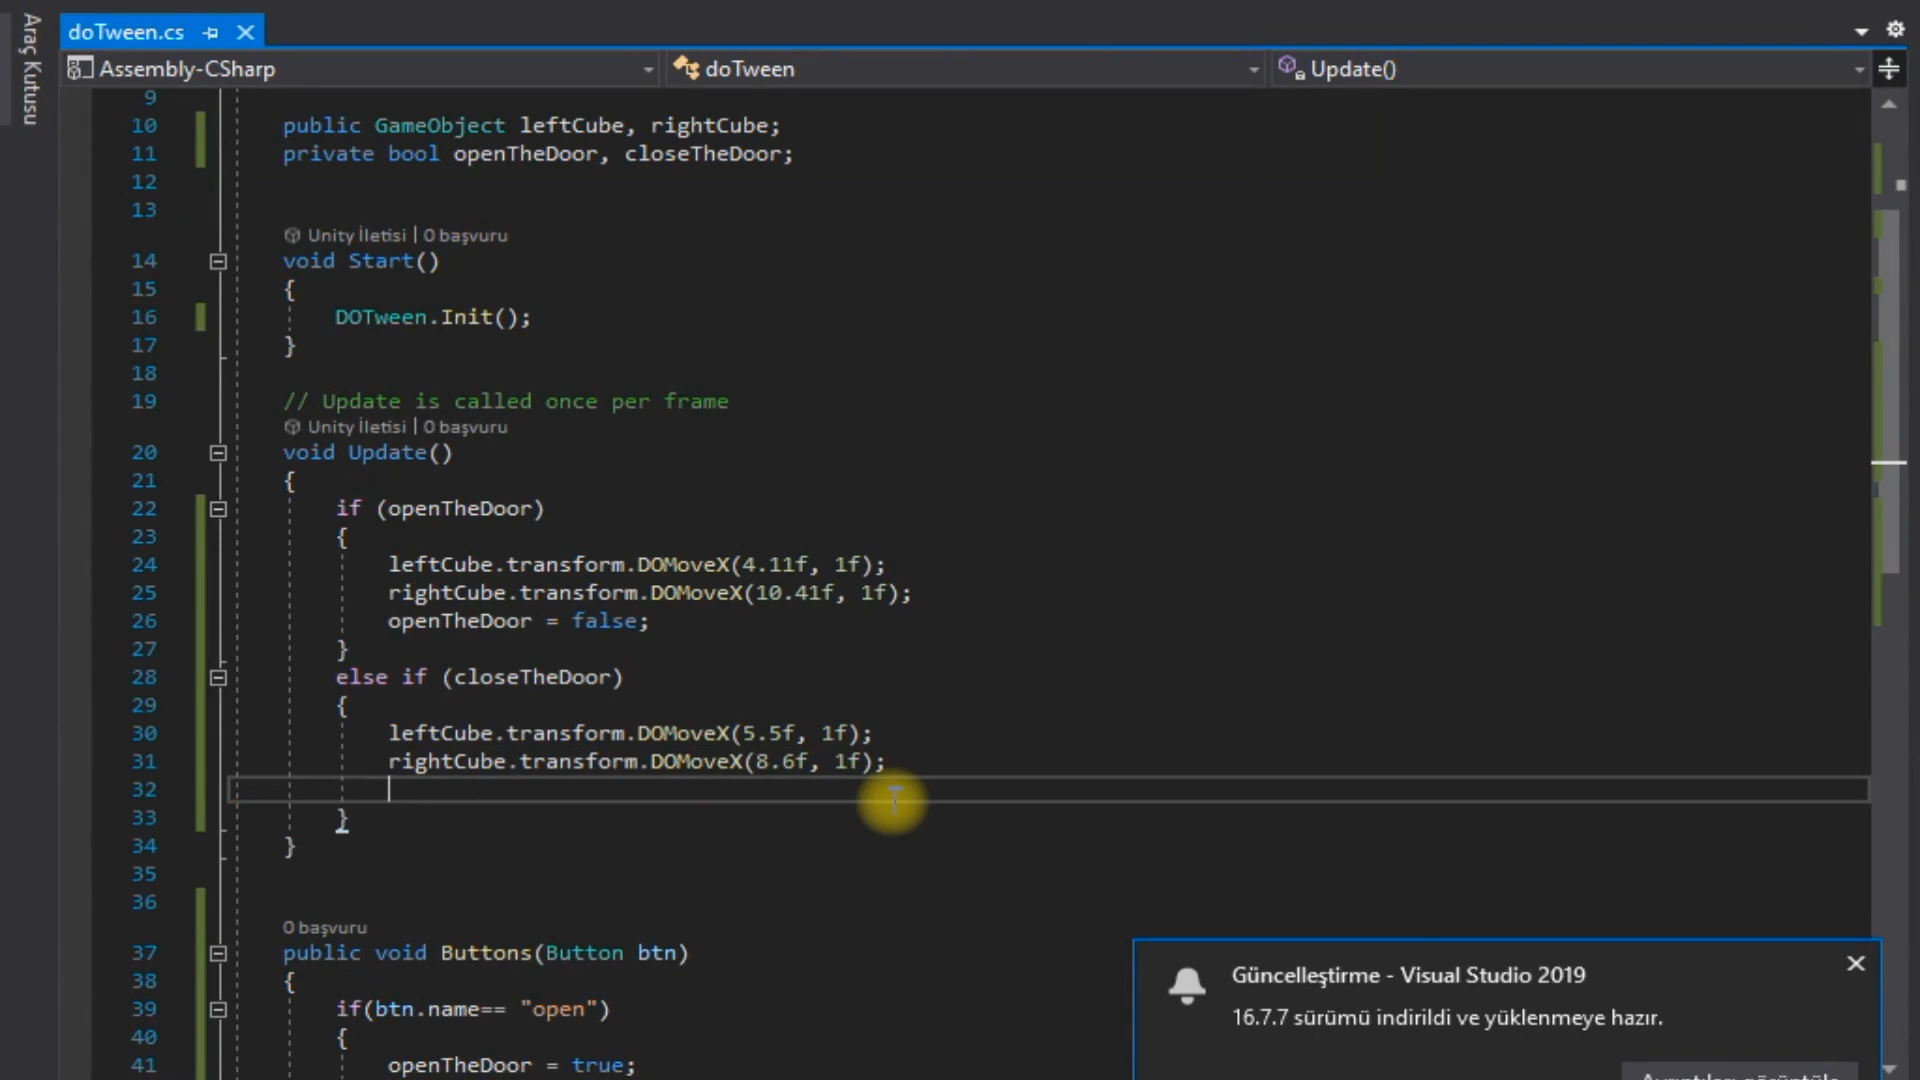 Araç Kutusu
doTween.cs
Assembly-CSharp
doTween
Update()
9
10 public GameObject leftCube, rightCube;
11 private bool openTheDoor, closeTheDoor;
12
13
Unity İletisi | 0 başvuru
14 void Start()
15 {
16 DOTween.Init();
17 }
18
19 // Update is called once per frame
Unity İletisi | 0 başvuru
20 void Update()
21 {
22 if (openTheDoor)
23 {
24 leftCube.transform.DOMoveX(4.11f, 1f);
25 rightCube.transform.DOMoveX(10.41f, 1f);
26 openTheDoor = false;
27 }
28 else if (closeTheDoor)
29 {
30 leftCube.transform.DOMoveX(5.5f, 1f);
31 rightCube.transform.DOMoveX(8.6f, 1f);
32
33 }
34 }
35
36
0 başvuru
37 public void Buttons(Button btn)
38 {
39 if(btn.name== "open")
40 {
41 openTheDoor = true;
Güncelleştirme - Visual Studio 2019
16.7.7 sürümü indirildi ve yüklenmeye hazır.